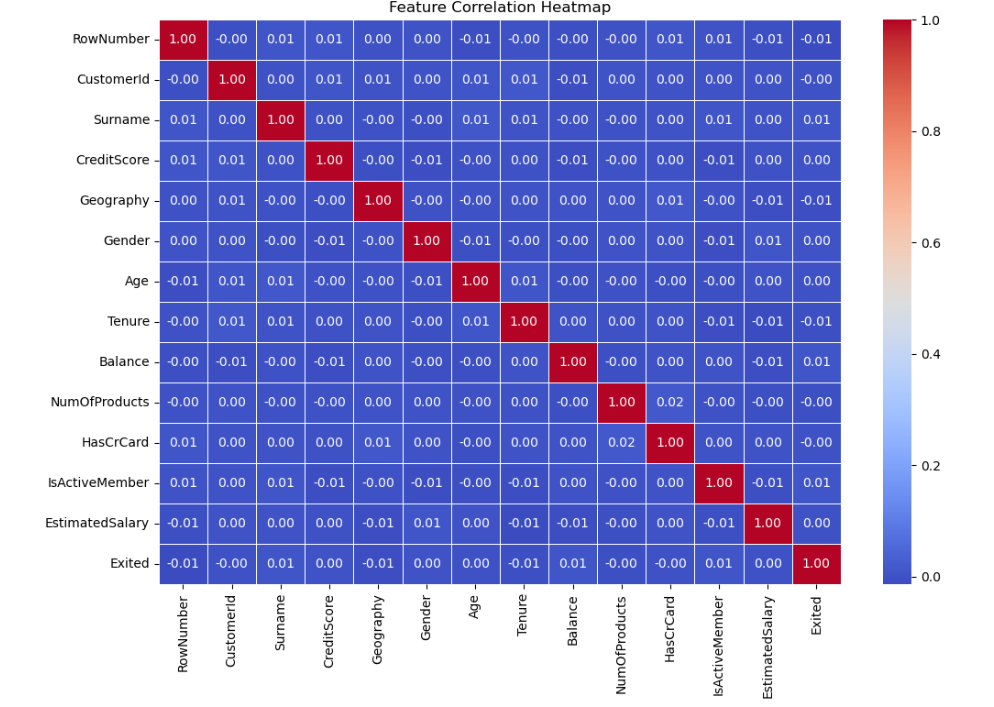 Feature Correlation Heatmap
RowNumber 1.00 -0.00 0.01 0.01 0.00 0.00 -0.01 -0.00 -0.00 -0.00 0.01 0.01 -0.01 -0.01
CustomerId -0.00 1.00 0.00 0.01 0.01 0.00 0.01 0.01 -0.01 0.00 0.00 0.00 0.00 -0.00
Surname 0.01 0.00 1.00 0.00 -0.00 -0.00 0.01 0.01 -0.00 -0.00 0.00 0.01 0.00 0.01
CreditScore 0.01 0.01 0.00 1.00 -0.00 -0.01 -0.00 0.00 -0.01 0.00 0.00 -0.01 0.00 0.00
Geography 0.00 0.01 -0.00 -0.00 1.00 -0.00 -0.00 0.00 0.00 0.00 0.01 -0.00 -0.01 -0.01
Gender 0.00 0.00 -0.00 -0.01 -0.00 1.00 -0.01 -0.00 -0.00 0.00 0.00 -0.01 0.01 0.00
Age -0.01 0.01 0.01 -0.00 -0.00 -0.01 1.00 0.01 -0.00 -0.00 -0.00 -0.00 0.00 0.00
Tenure -0.00 0.01 0.01 0.00 0.00 -0.00 0.01 1.00 0.00 0.00 0.00 -0.01 -0.01 -0.01
Balance -0.00 -0.01 -0.00 -0.01 0.00 -0.00 -0.00 0.00 1.00 -0.00 0.00 0.00 -0.01 0.01
NumOfProducts -0.00 0.00 -0.00 0.00 0.00 0.00 -0.00 0.00 -0.00 1.00 0.02 -0.00 -0.00 -0.00
HasCrCard 0.01 0.00 0.00 0.00 0.01 0.00 -0.00 0.00 0.00 0.02 1.00 0.00 0.00 -0.00
IsActiveMember 0.01 0.00 0.01 -0.01 -0.00 -0.01 -0.00 -0.01 0.00 -0.00 0.00 1.00 -0.01 0.01
EstimatedSalary -0.01 0.00 0.00 0.00 -0.01 0.01 0.00 -0.01 -0.01 -0.00 0.00 -0.01 1.00 0.00
Exited -0.01 -0.00 0.01 0.00 -0.01 0.00 0.00 -0.01 0.01 -0.00 -0.00 0.01 0.00 1.00
RowNumber
CustomerId
Surname
CreditScore
Geography
Gender
Age
Tenure
Balance
NumOfProducts
HasCrCard
IsActiveMember
EstimatedSalary
Exited
1.0
0.8
0.6
0.4
0.2
0.0